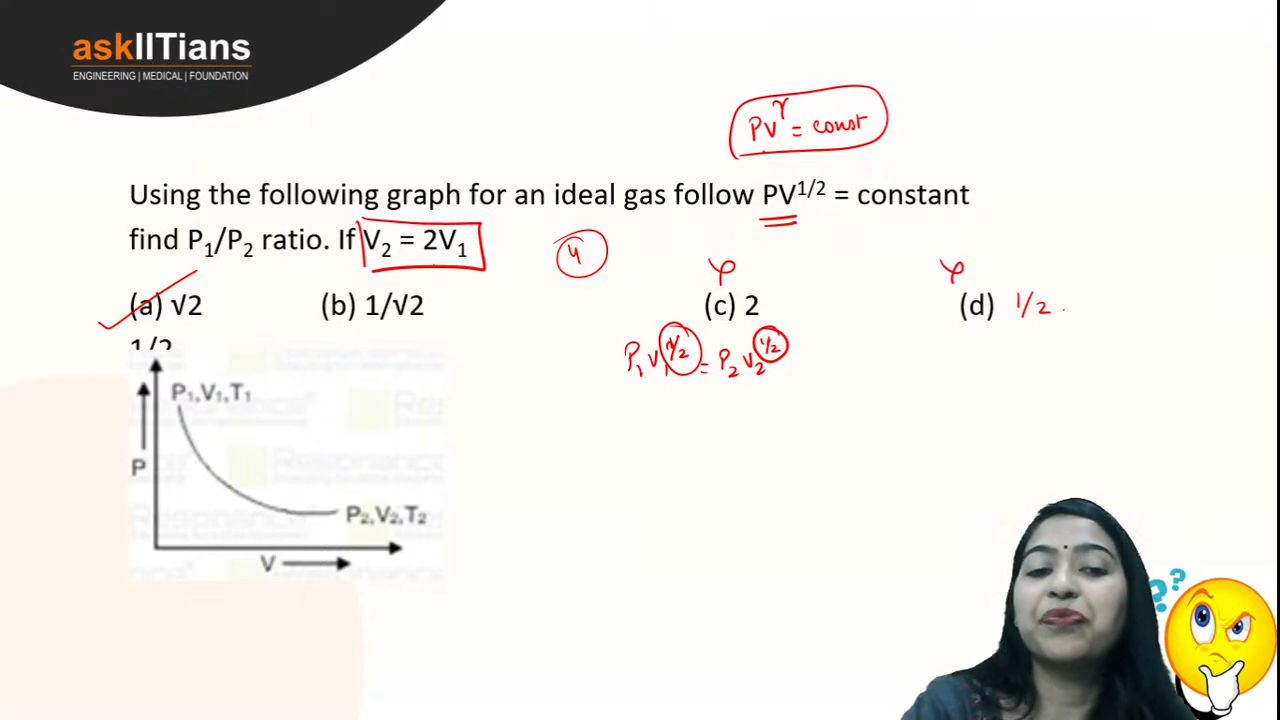 askIITians
ENGINEERING | MEDICAL | FOUNDATION
PV^γ = const
Using the following graph for an ideal gas follow PV^1/2 = constant
find P₁/P₂ ratio. If V₂ = 2V₁
4
(a) √2 (b) 1/√2 (c) 2 (d) 1/2.
1/2
P₁V₁^1/2 = P₂V₂^1/2
P₁,V₁,T₁
P
P₂,V₂,T₂
V
??